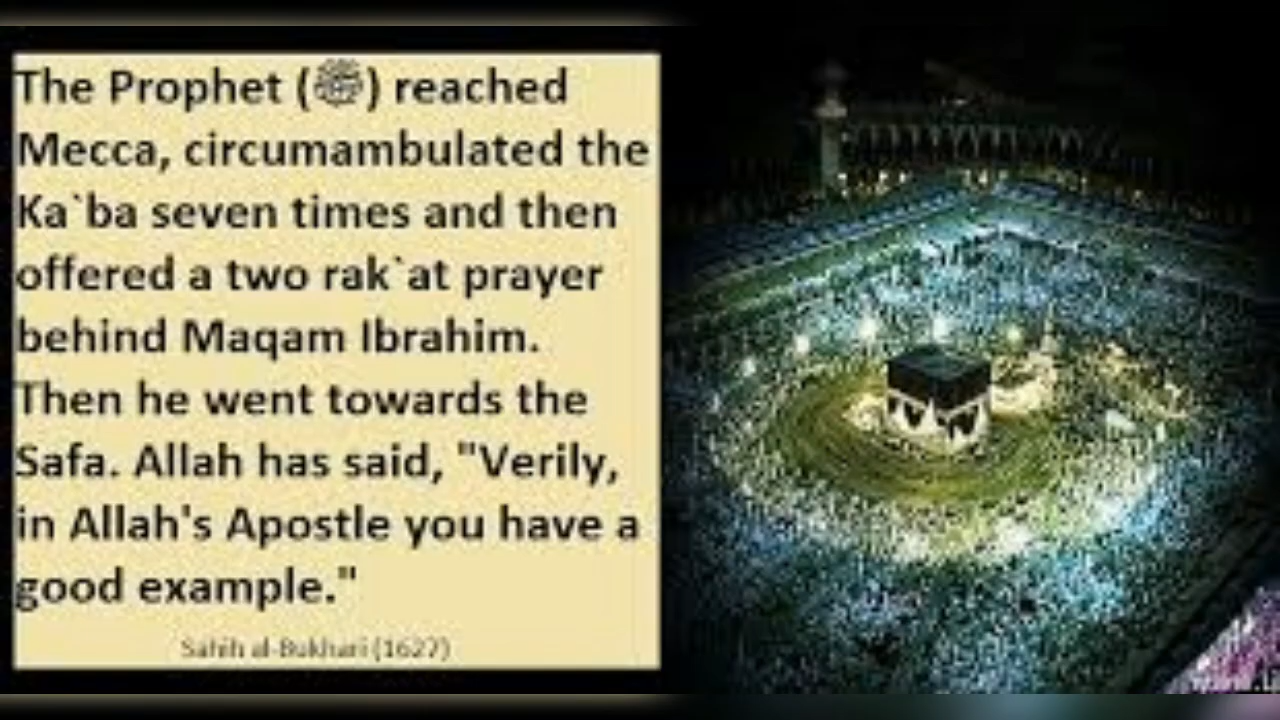 The Prophet (ﷺ) reached
Mecca, circumambulated the
Ka`ba seven times and then
offered a two rak`at prayer
behind Maqam Ibrahim.
Then he went towards the
Safa. Allah has said, "Verily,
in Allah's Apostle you have a
good example."
Sahih al-Bukhari (1627)